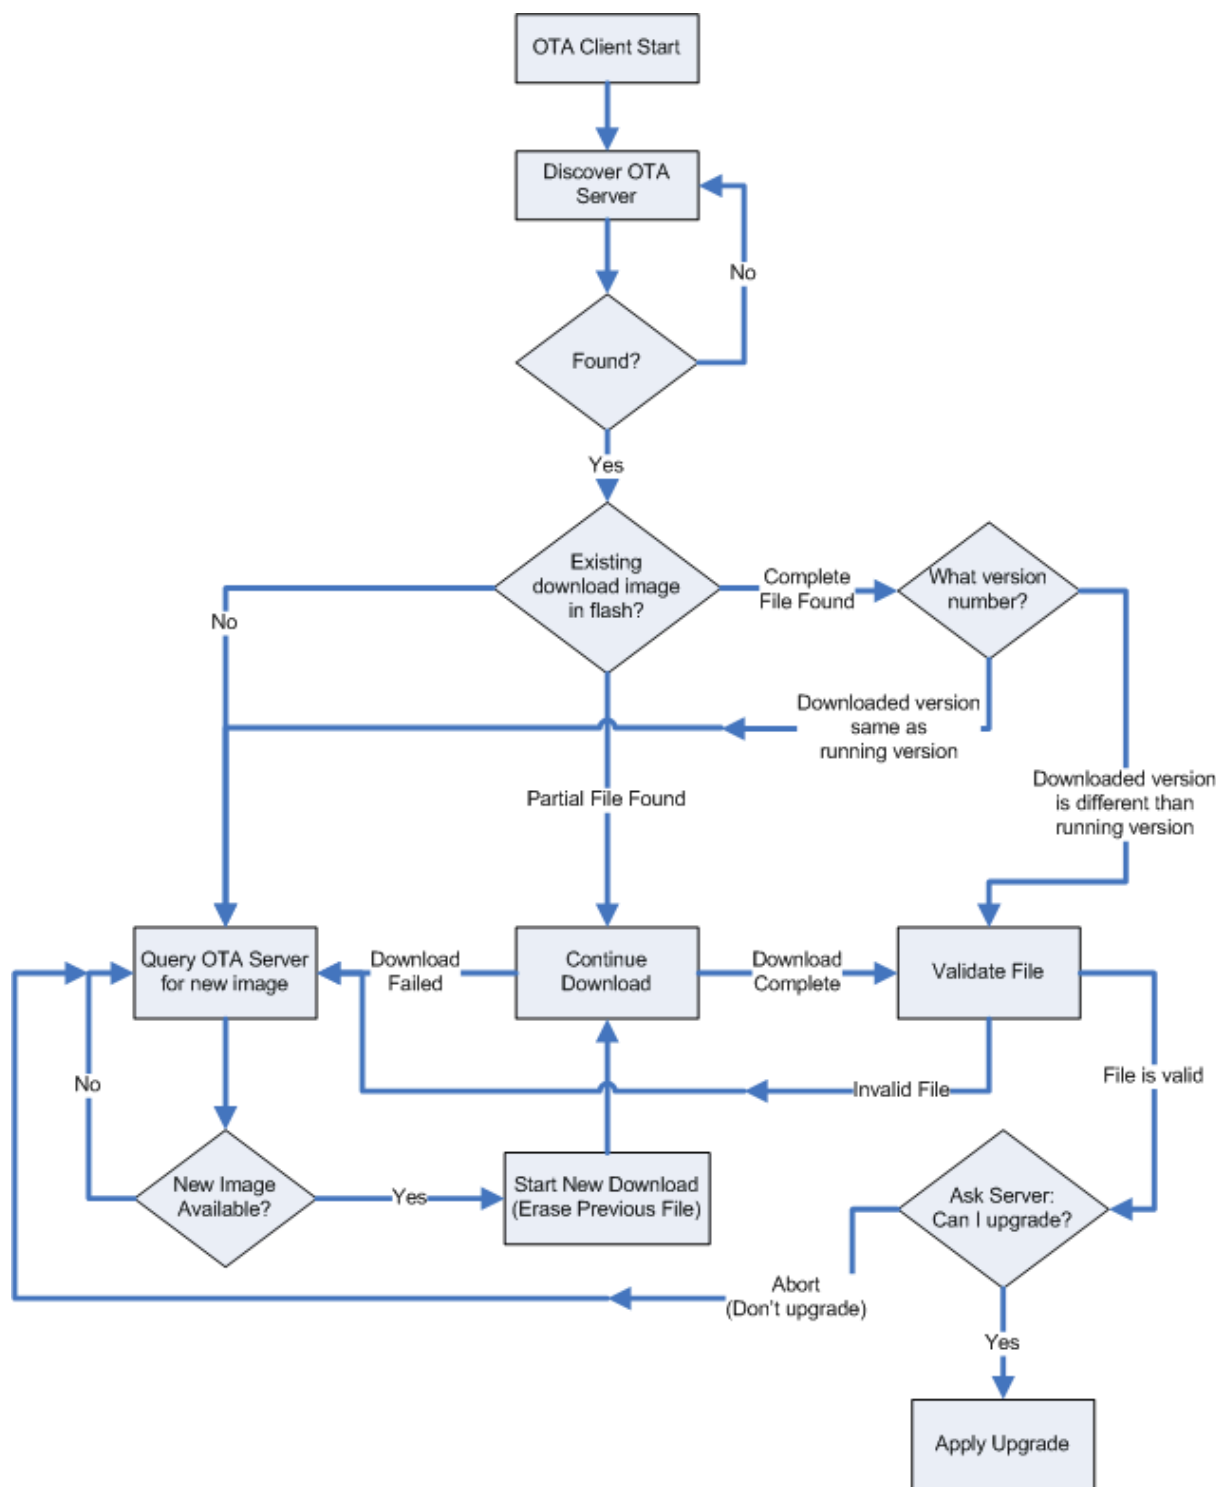 OTA Client Start
Discover OTA
Server
No
Found?
Yes
Existing
download image
in flash?
Complete
File Found
What version
number?
No
Downloaded version
same as
running version
Partial File Found
Downloaded version
is different than
running version
Query OTA Server
for new image
Download
Failed
Continue
Download
Download
Complete
Validate File
No
Invalid File
File is valid
New Image
Available?
Yes
Start New Download
(Erase Previous File)
Ask Server:
Can I upgrade?
Abort
(Don't upgrade)
Yes
Apply Upgrade